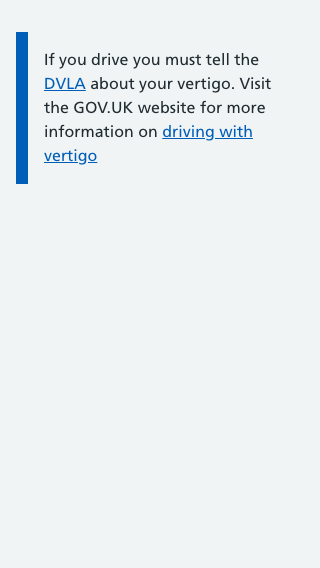 If you drive you must tell the
DVLA about your vertigo. Visit
the GOV.UK website for more
information on driving with
vertigo